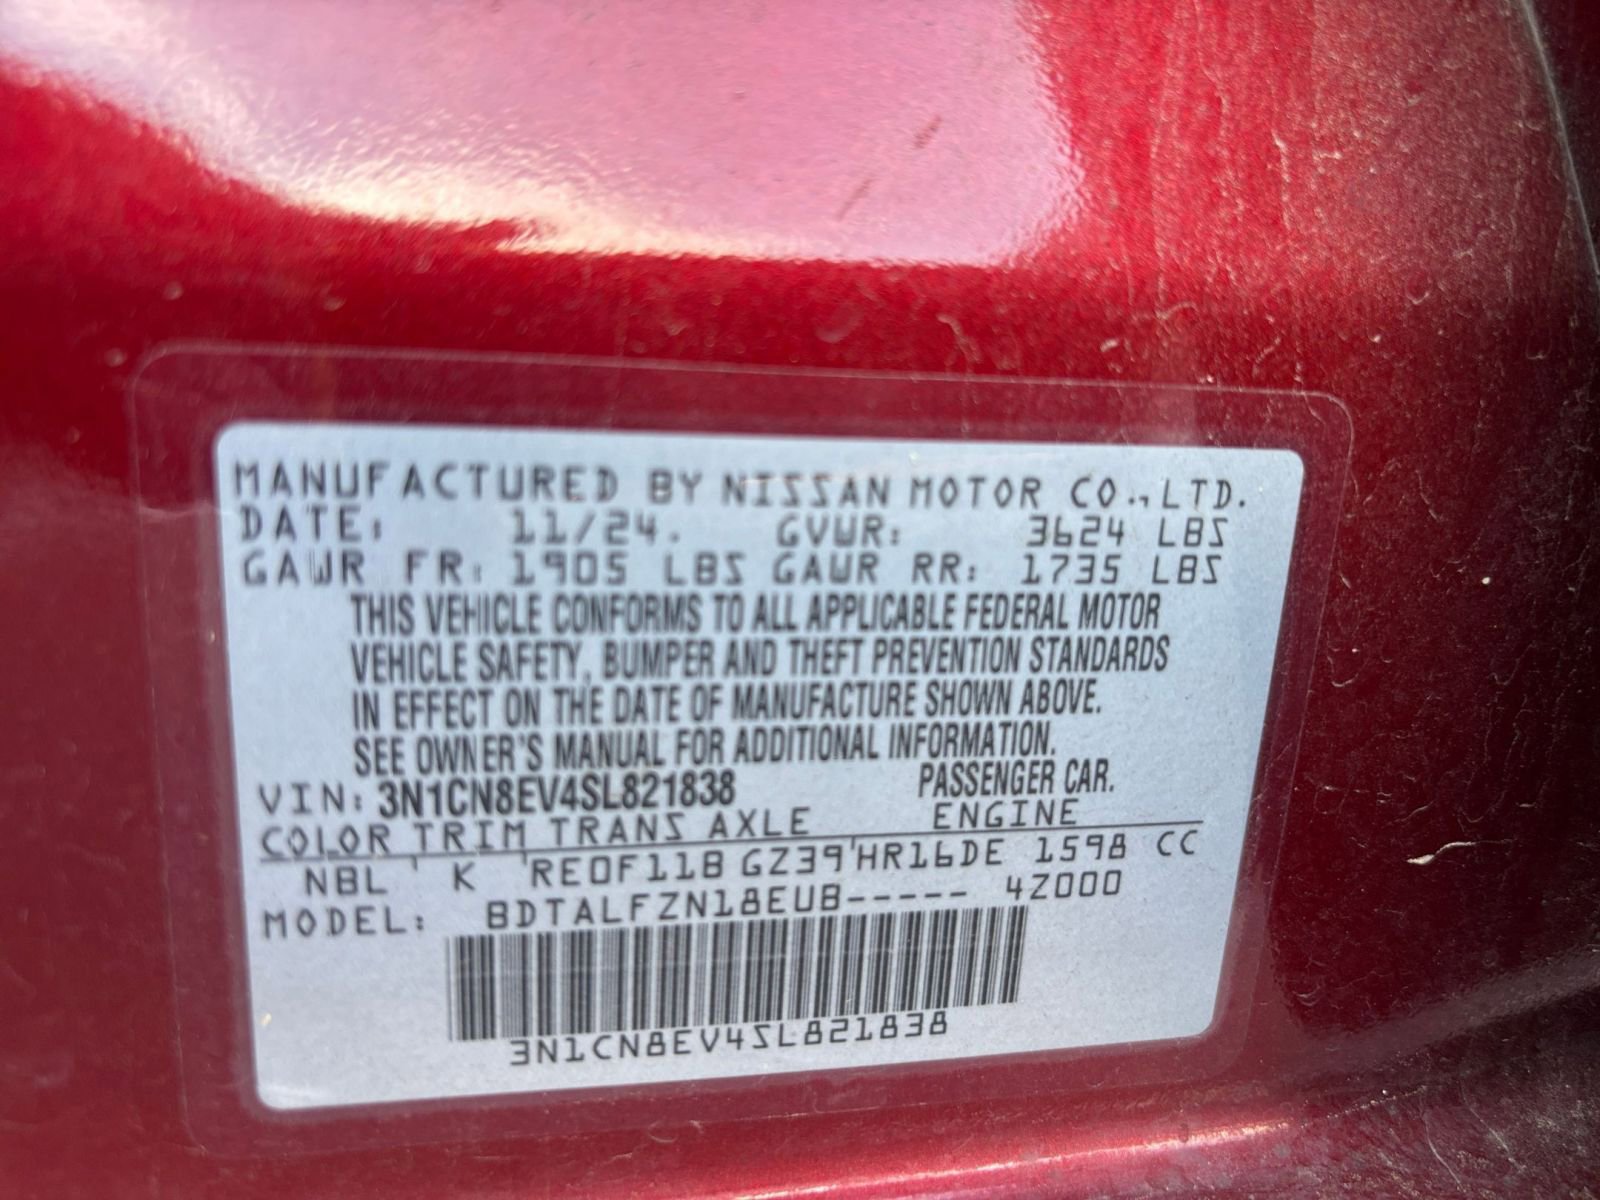 MANUFACTURED BY NISSAN MOTOR CO., LTD.
DATE: 11/24. GVWR: 3624 LBS
GAWR FR: 1905 LBS GAWR RR: 1735 LBS
THIS VEHICLE CONFORMS TO ALL APPLICABLE FEDERAL MOTOR
VEHICLE SAFETY, BUMPER AND THEFT PREVENTION STANDARDS
IN EFFECT ON THE DATE OF MANUFACTURE SHOWN ABOVE.
SEE OWNER'S MANUAL FOR ADDITIONAL INFORMATION.
VIN: 3N1CN8EV4SL821838 PASSENGER CAR.
COLOR TRIM TRANS AXLE ENGINE
NBL K RE0F11B GZ39 HR16DE 1598 CC
MODEL: BDTALFZN18EUB----- 4Z000
3N1CN8EV4SL821838